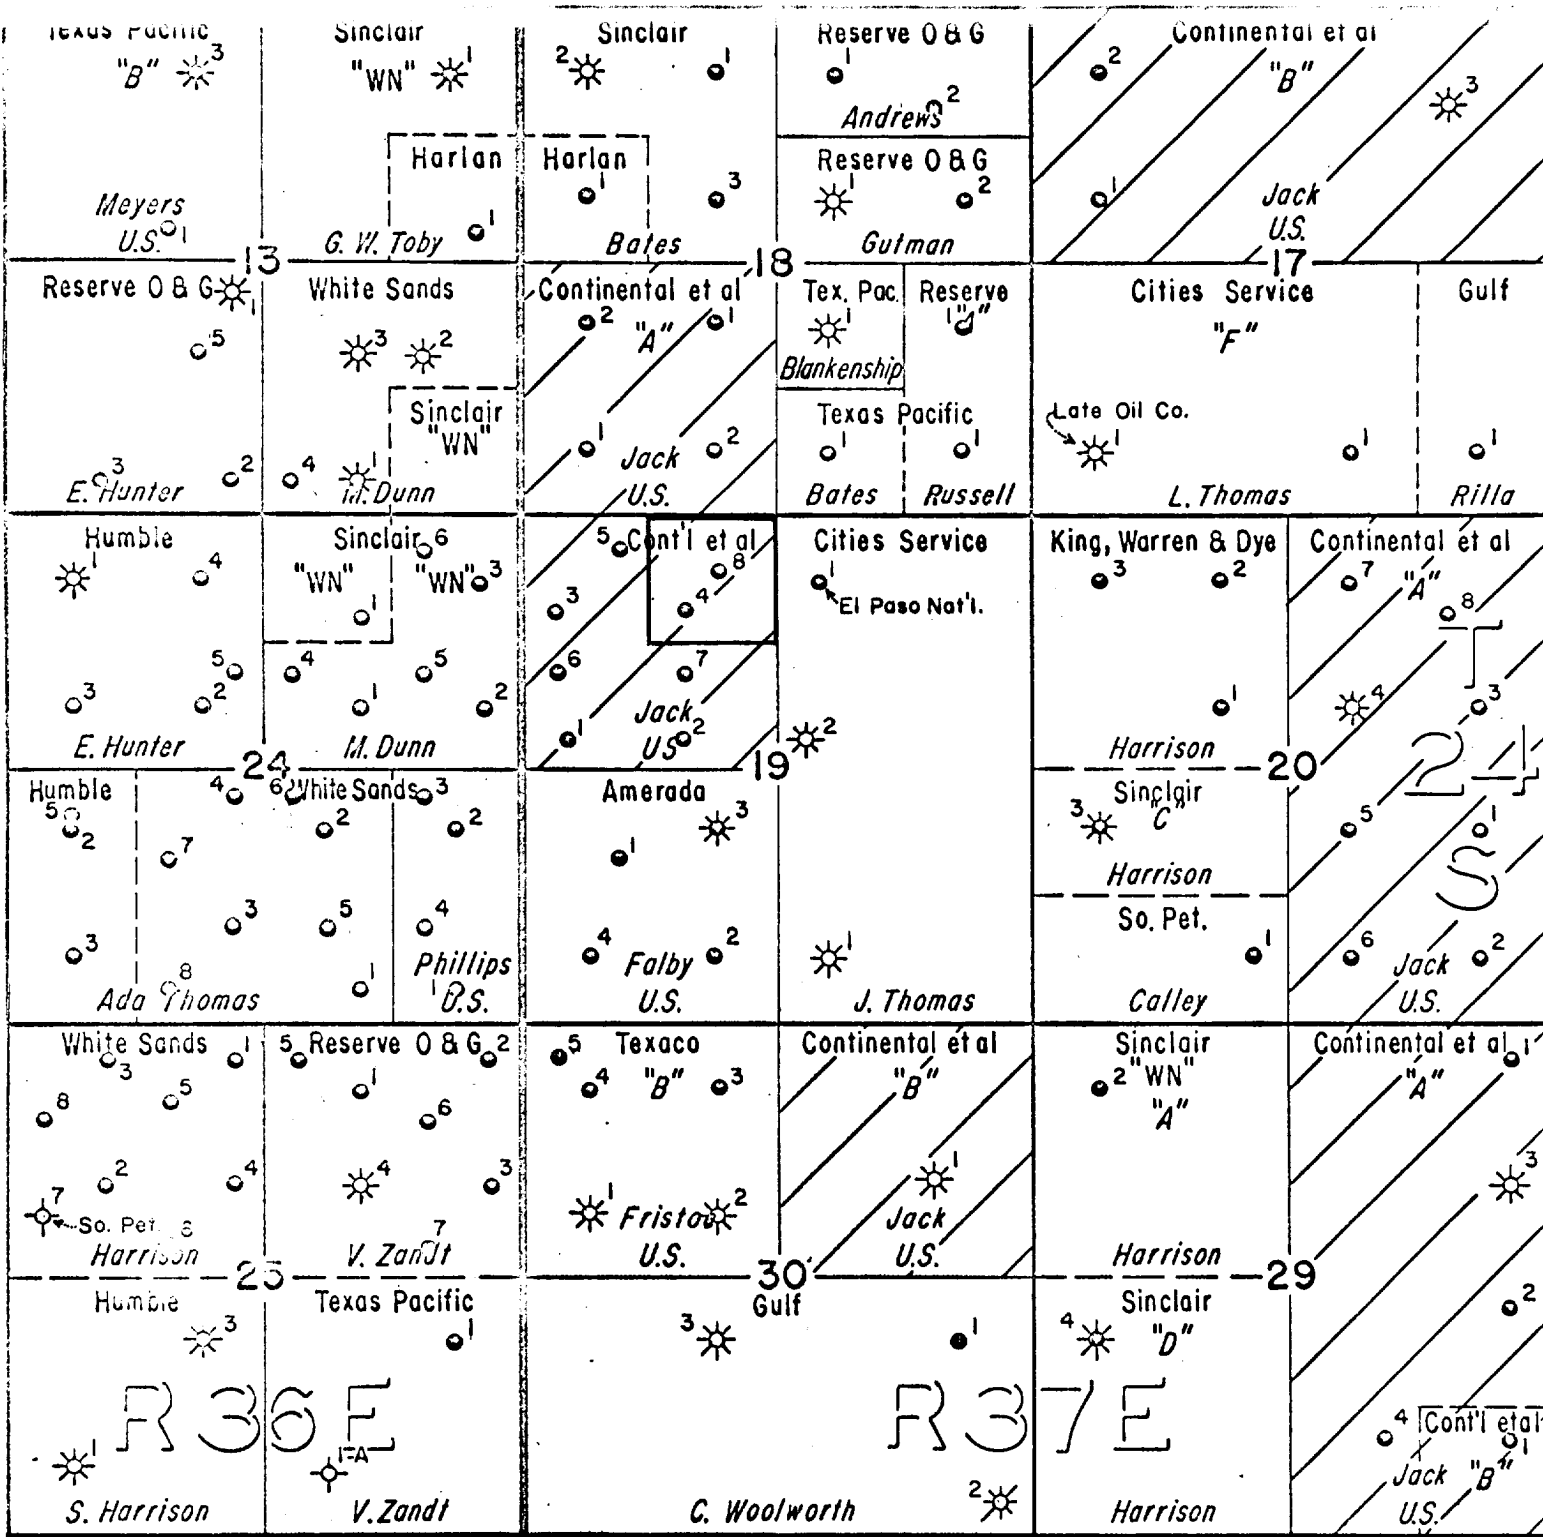 Texas Pacific
"B"
3
Meyers
U.S.
1
Sinclair
"WN"
1
Harlan
1
G. W. Toby
Sinclair
2
1
Harlan
1
3
Bates
Reserve O & G
1
2
Andrews
Reserve O & G
1
2
Gutman
Continental et al
2
"B"
3
1
Jack
U.S.
13
18
17
Reserve O & G
1
5
3
2
E. Hunter
White Sands
3
2
Sinclair
"WN"
4
1
M. Dunn
Continental et al
2
"A"
1
1
2
Jack
U.S.
Tex. Pac.
1
Blankenship
Reserve
1 "J"
Texas Pacific
1
1
Bates
Russell
Cities Service
"F"
Late Oil Co.
1
1
L. Thomas
Gulf
1
Rilla
Humble
1
4
5
3
2
E. Hunter
Sinclair
6
"WN"
"WN"
3
1
4
5
1
2
M. Dunn
5
Cont'l et al
8
3
4
6
7
Jack
1
US
2
Cities Service
1
El Paso Nat'l.
2
1
J. Thomas
King, Warren & Dye
3
2
1
Harrison
Continental et al
7
"A"
8
4
3
5
1
6
2
Jack
U.S.
T
24
S
24
19
20
Humble
5
2
3
4
7
3
8
Ada Thomas
6
White Sands
3
2
2
5
4
1
Phillips
1
U.S.
Amerada
3
1
4
2
Falby
U.S.
Sinclair
3
"C"
Harrison
So. Pet.
1
Calley
White Sands
3
1
5
8
2
4
7
So. Pet.
6
Harrison
5
Reserve O & G
2
1
6
4
3
7
V. Zandt
5
Texaco
4
"B"
3
1
2
Fristoe
U.S.
Continental et al
"B"
1
Jack
U.S.
Sinclair
2
"WN"
"A"
Harrison
Continental et al
1
"A"
3
2
4
Cont'l et al
1
Jack
"B"
U.S.
25
30
29
Humble
3
1
S. Harrison
Texas Pacific
1
1-A
V. Zandt
Gulf
3
1
2
C. Woolworth
Sinclair
4
"D"
Harrison
R 36 E
R 37 E